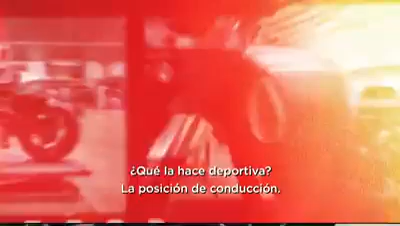 ¿Qué la hace deportiva?
La posición de conducción.